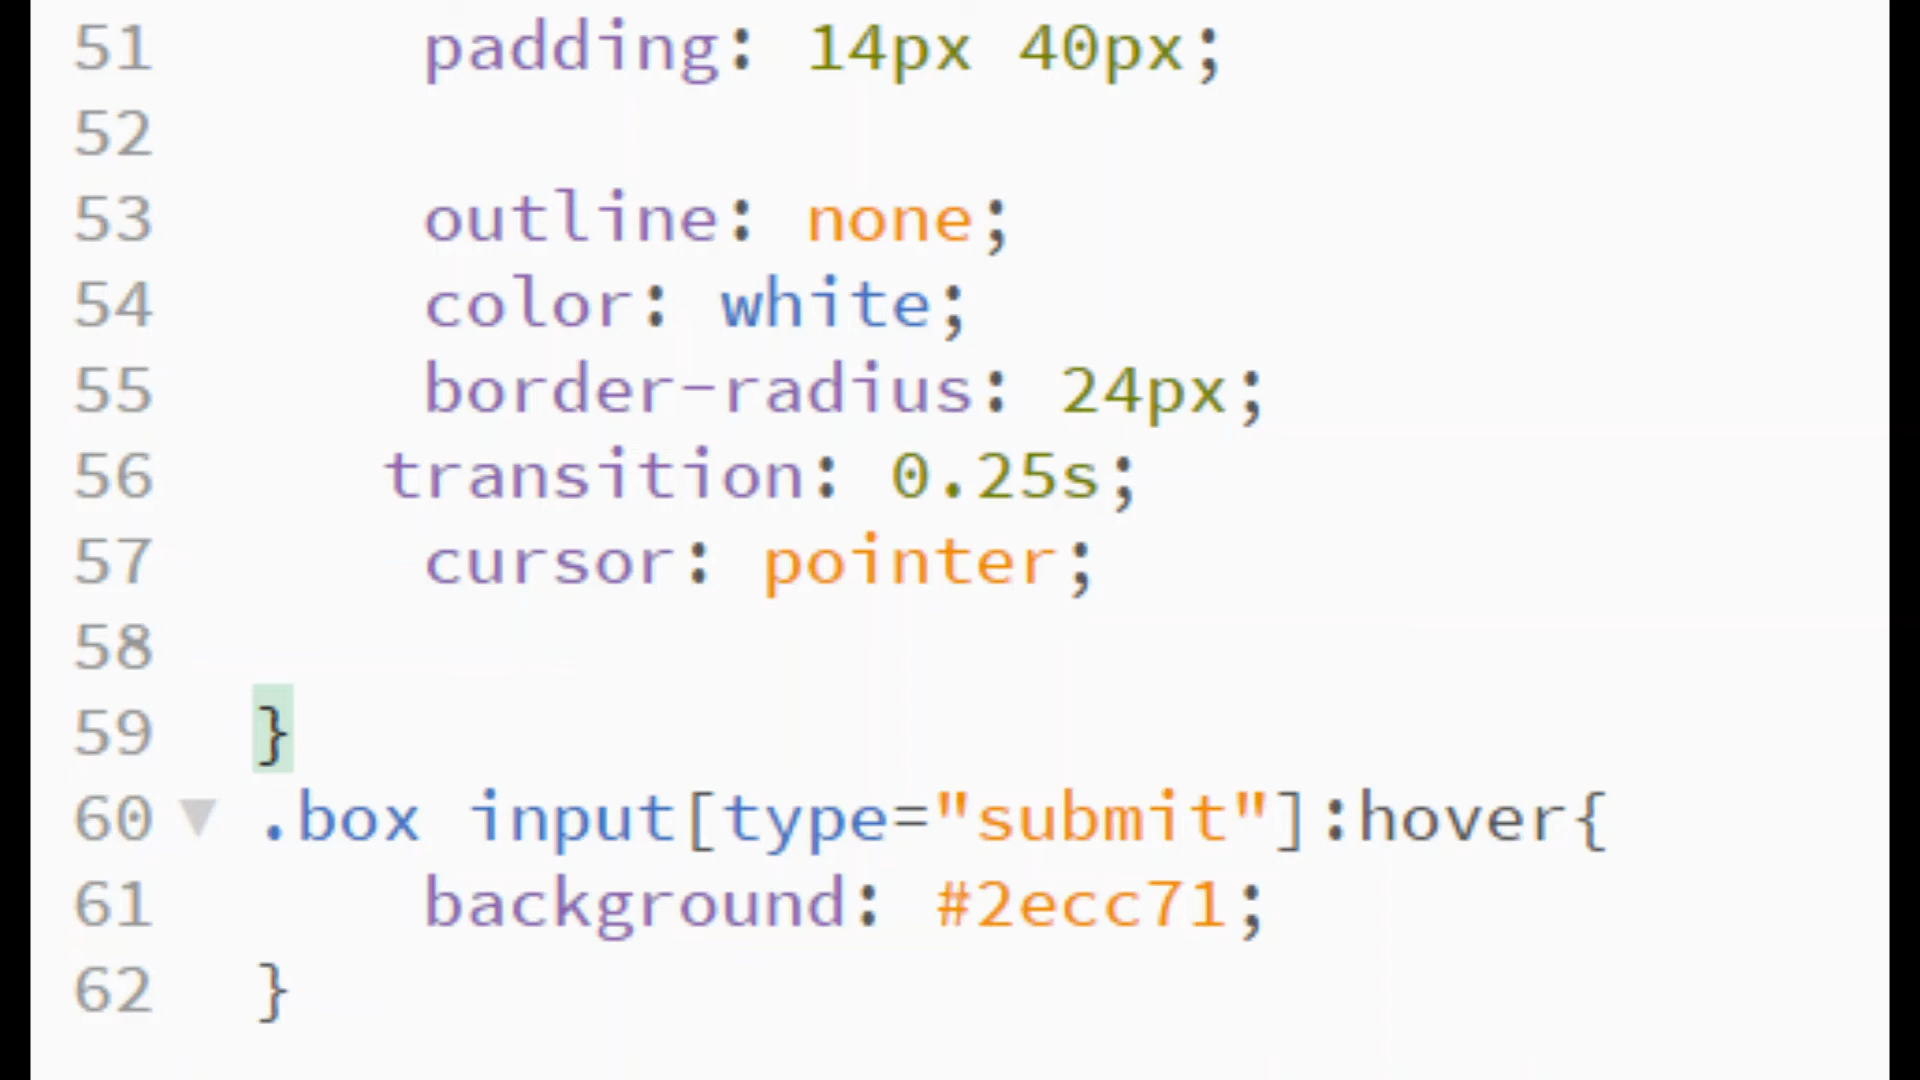 51 padding: 14px 40px;
52
53 outline: none;
54 color: white;
55 border-radius: 24px;
56 transition: 0.25s;
57 cursor: pointer;
58
59 }
60 .box input[type="submit"]:hover{
61 background: #2ecc71;
62 }